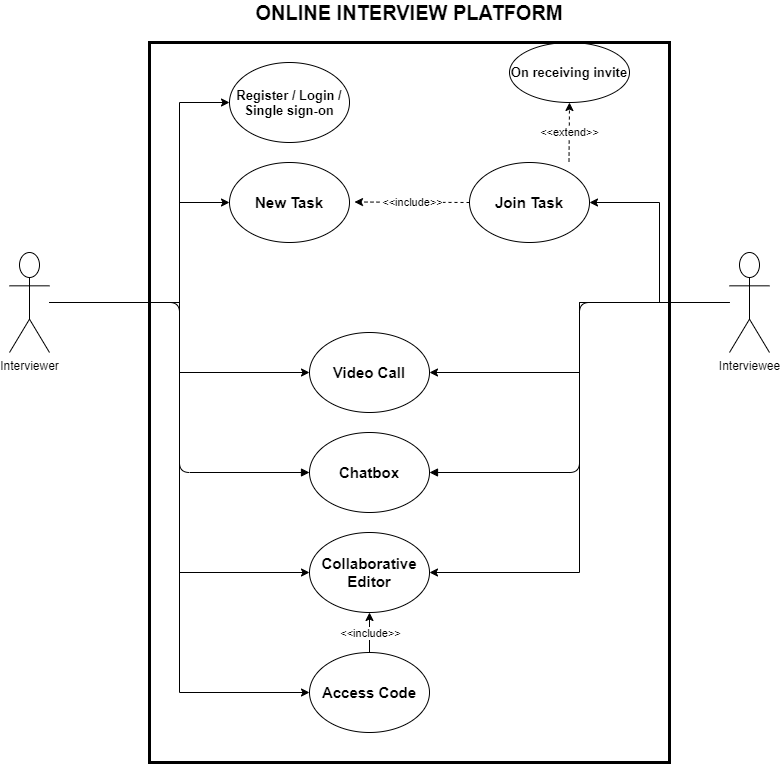 ONLINE INTERVIEW PLATFORM
On receiving invite
Register / Login /
Single sign-on
<<extend>>
New Task
<<include>>
Join Task
Interviewer
Interviewee
Video Call
Chatbox
Collaborative
Editor
<<include>>
Access Code